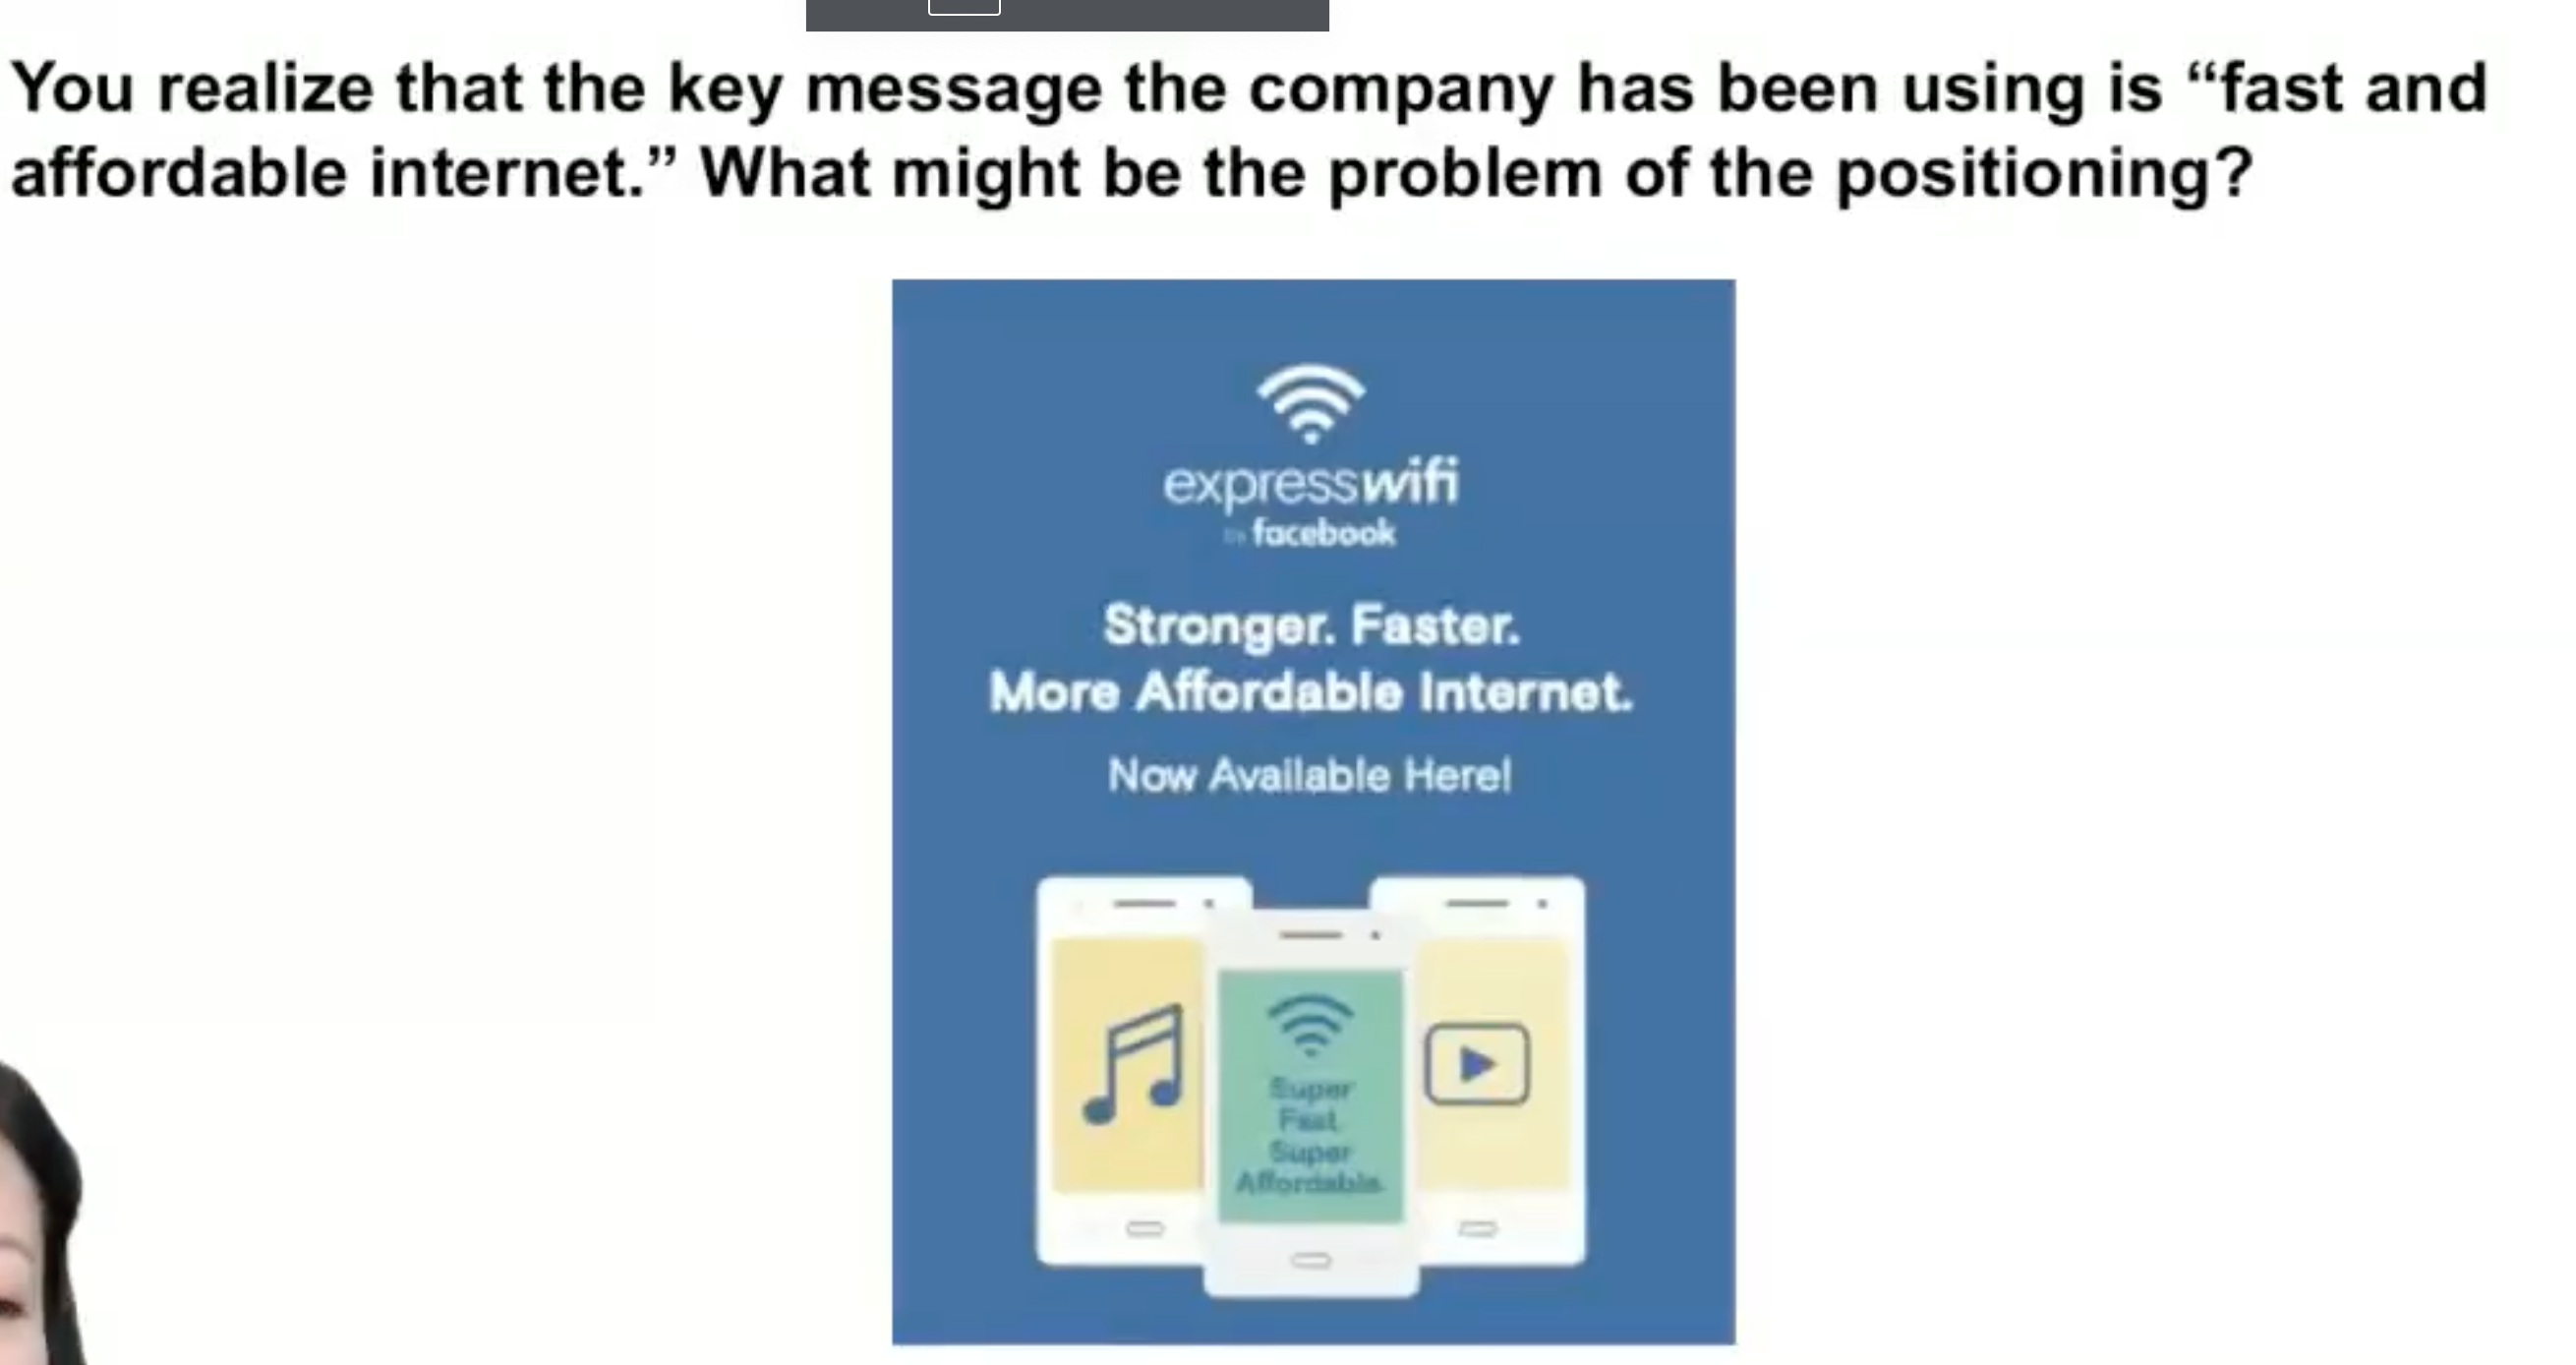 You realize that the key message the company has been using is “fast and
affordable internet.” What might be the problem of the positioning?
expresswifi
by facebook
Stronger. Faster.
More Affordable Internet.
Now Available Here!
Super
Fast.
Super
Affordable.